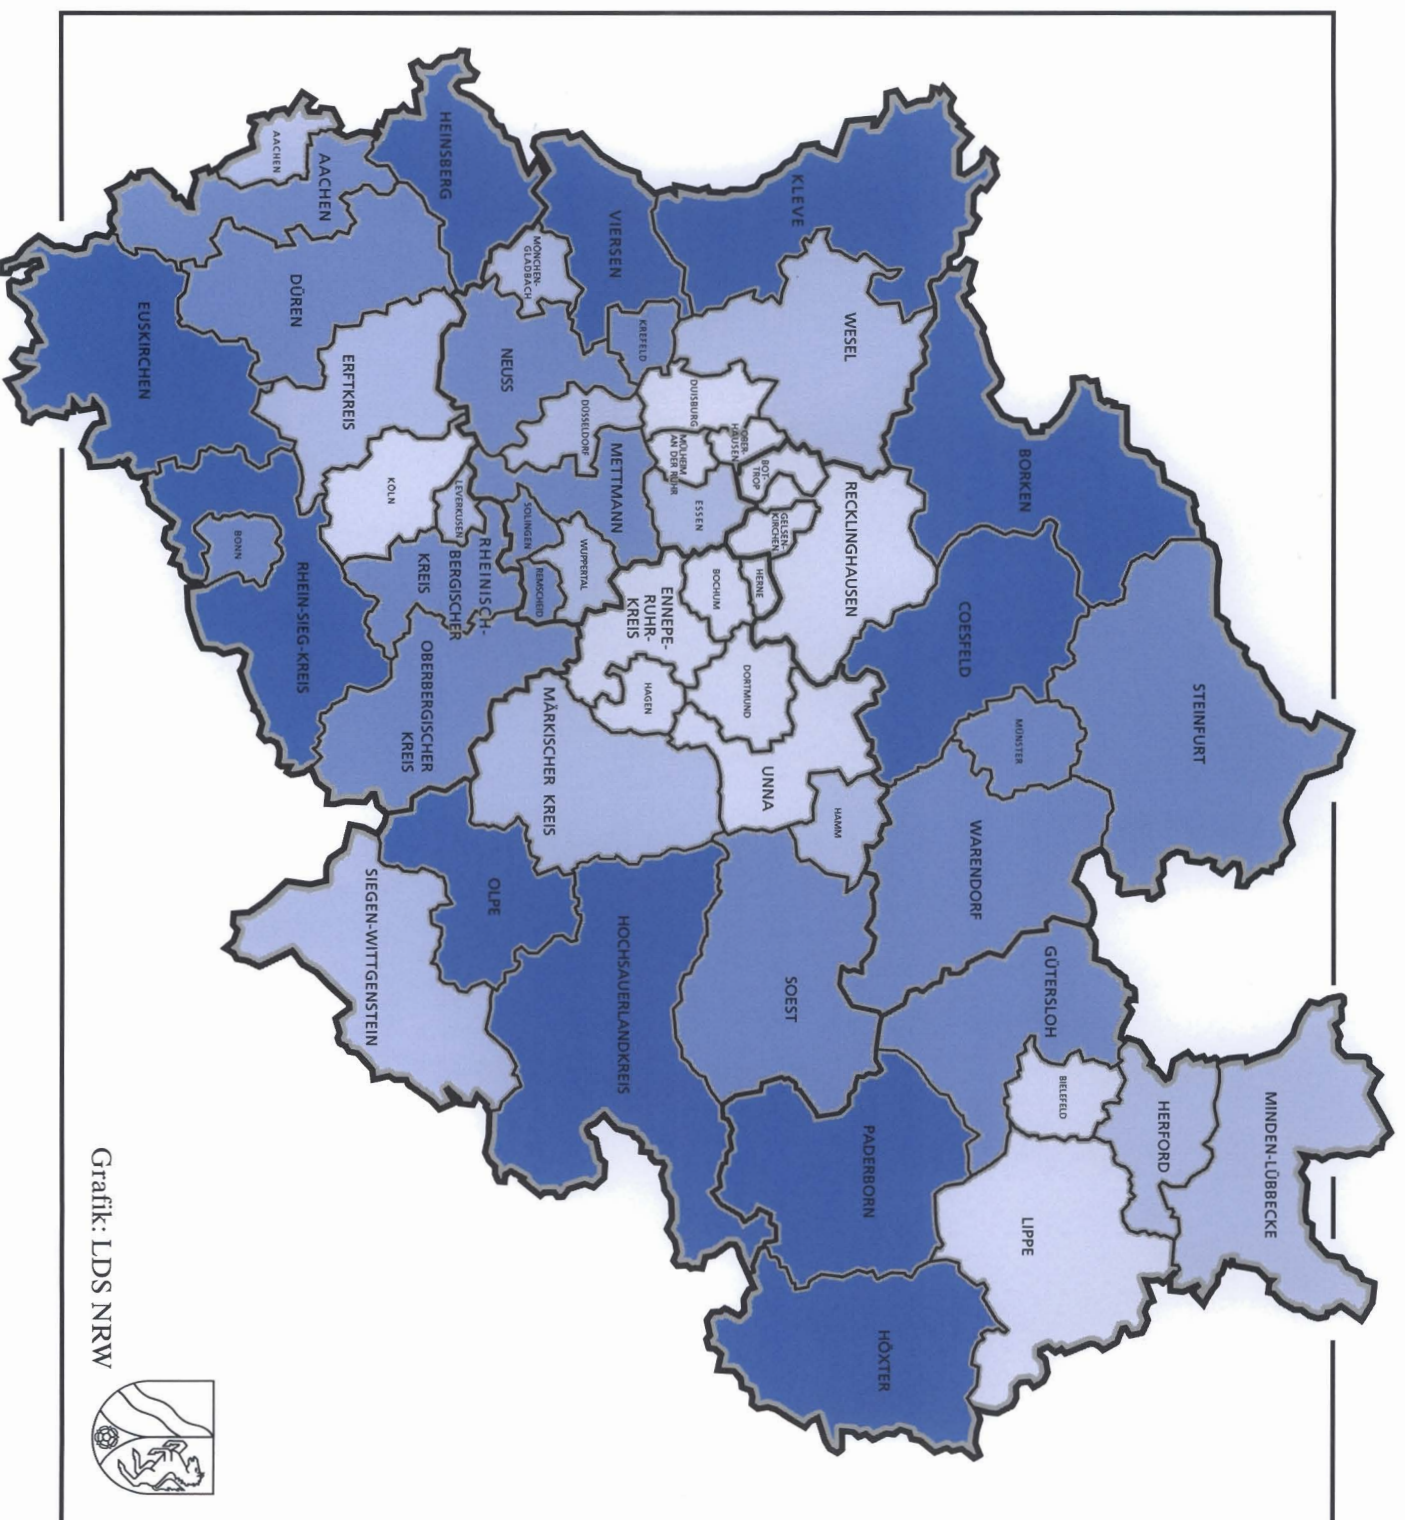 MINDEN-LÜBBECKE
STEINFURT
HERFORD
BIELEFELD
GÜTERSLOH
LIPPE
BORKEN
MÜNSTER
COESFELD
WARENDORF
KLEVE
WESEL
RECKLINGHAUSEN
HAMM
PADERBORN
HÖXTER
BOT-
TROP
GELSEN-
KIRCHEN
OBER-
HAUSEN
HERNE
DORTMUND
UNNA
SOEST
DUISBURG
MÜLHEIM
AN DER RUHR
ESSEN
BOCHUM
ENNEPE-
RUHR-
KREIS
HAGEN
VIERSEN
KREFELD
METTMANN
HOCHSAUERLANDKREIS
DÜSSELDORF
WUPPERTAL
MÄRKISCHER KREIS
MÖNCHEN-
GLADBACH
NEUSS
SOLINGEN
REMSCHEID
OLPE
HEINSBERG
LEVERKUSEN
RHEINISCH-
BERGISCHER
KREIS
OBERBERGISCHER
KREIS
KÖLN
ERFTKREIS
SIEGEN-WITTGENSTEIN
AACHEN
AACHEN
DÜREN
RHEIN-SIEG-KREIS
BONN
EUSKIRCHEN
Grafik: LDS NRW